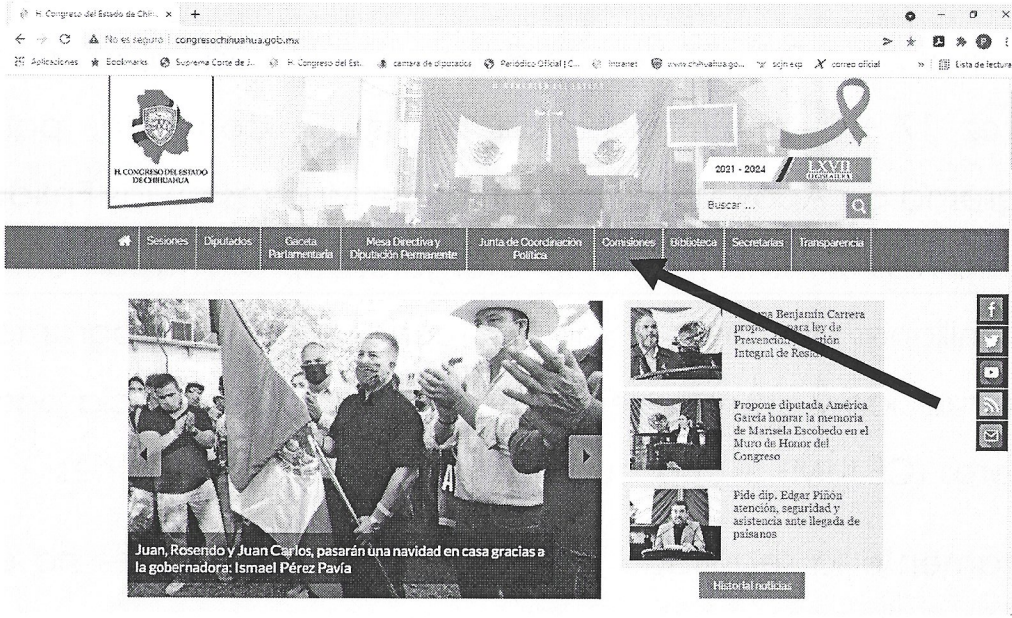 H. Congreso del Estado de Chih.. × +
No es seguro | congresochihuahua.gob.mx
Aplicaciones Bookmarks Suprema Corte de J... H. Congreso del Est... camara de diputados Periódico Oficial | C... Intranet www.chihuahua.go... scjn exp correo oficial » Lista de lectura
H. CONGRESO DEL ESTADO
DE CHIHUAHUA
2021 - 2024 LXVII
LEGISLATURA
Buscar ...
Sesiones Diputados Gaceta Parlamentaria Mesa Directiva y Diputación Permanente Junta de Coordinación Política Comisiones Biblioteca Secretarías Transparencia
Benjamín Carrera
para ley de
Prevención
Integral de
Propone diputada América
García honrar la memoria
de Marisela Escobedo en el
Muro de Honor del
Congreso
Pide dip. Edgar Piñón
atención, seguridad y
asistencia ante llegada de
paisanos
Juan, Rosendo y Juan Carlos, pasarán una navidad en casa gracias a
la gobernadora: Ismael Pérez Pavía
Historial noticias